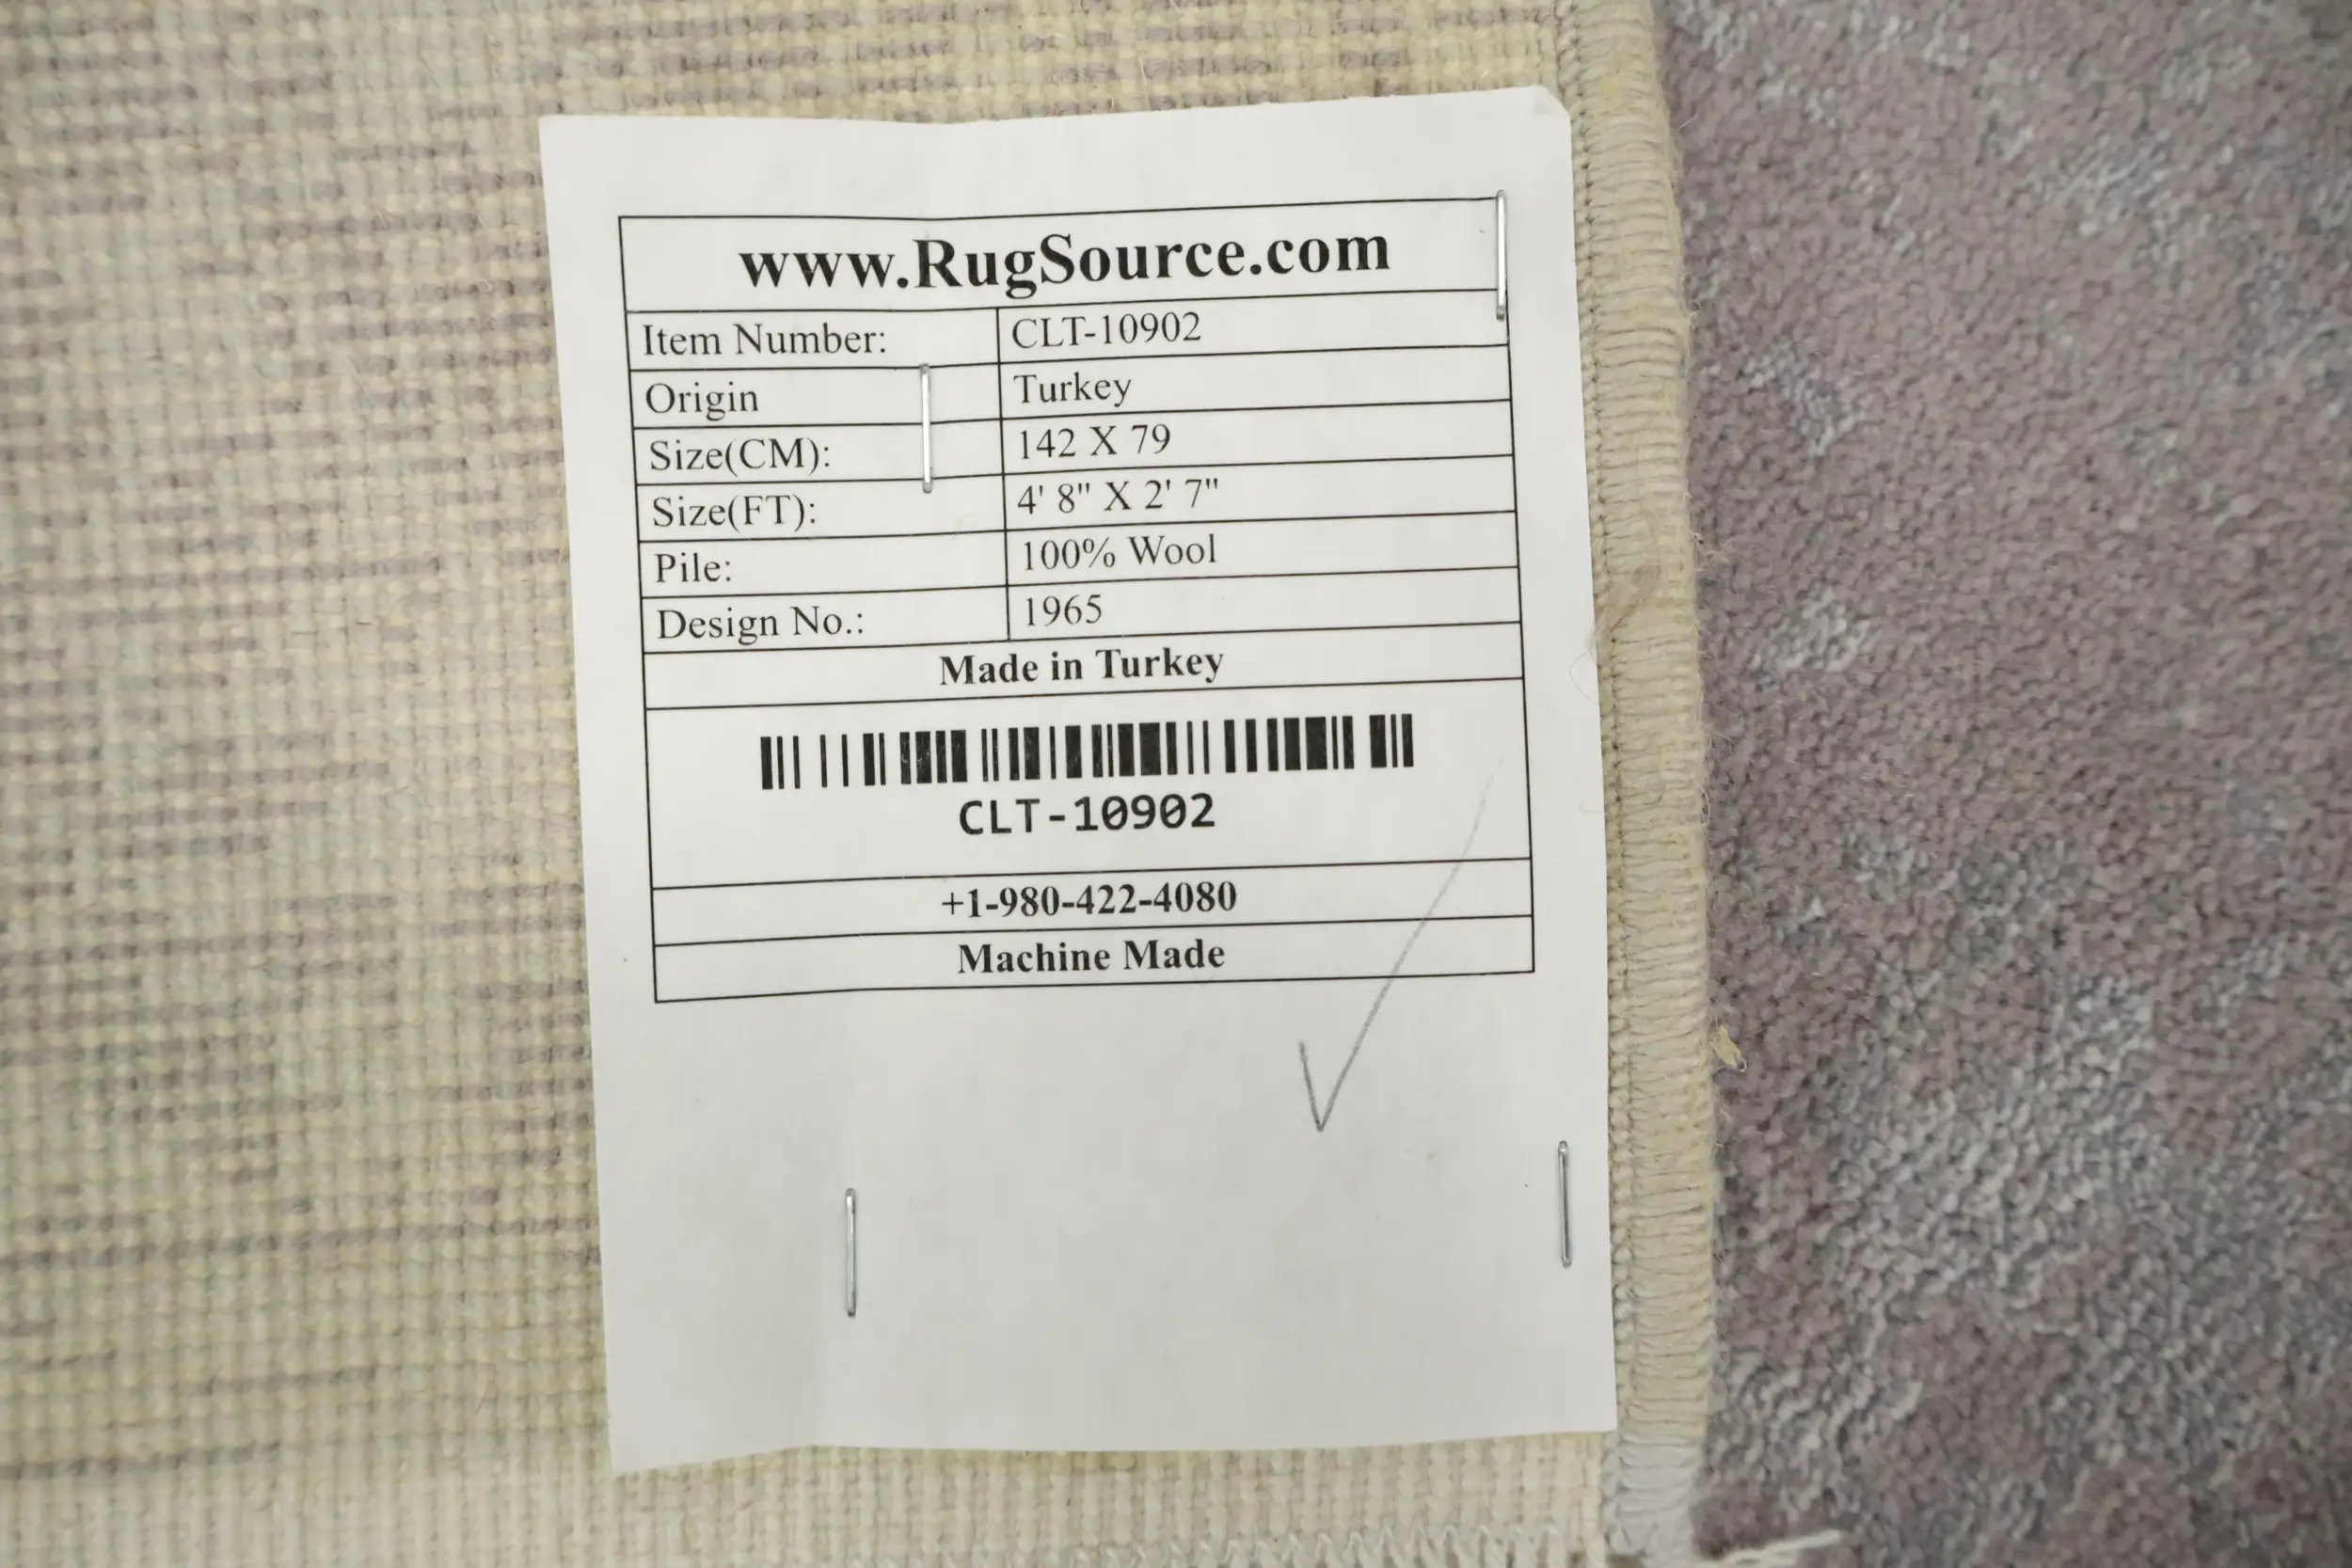 www.RugSource.com
Item Number: CLT-10902
Origin Turkey
Size(CM): 142 X 79
Size(FT): 4' 8" X 2' 7"
Pile: 100% Wool
Design No.: 1965
Made in Turkey
CLT-10902
+1-980-422-4080
Machine Made